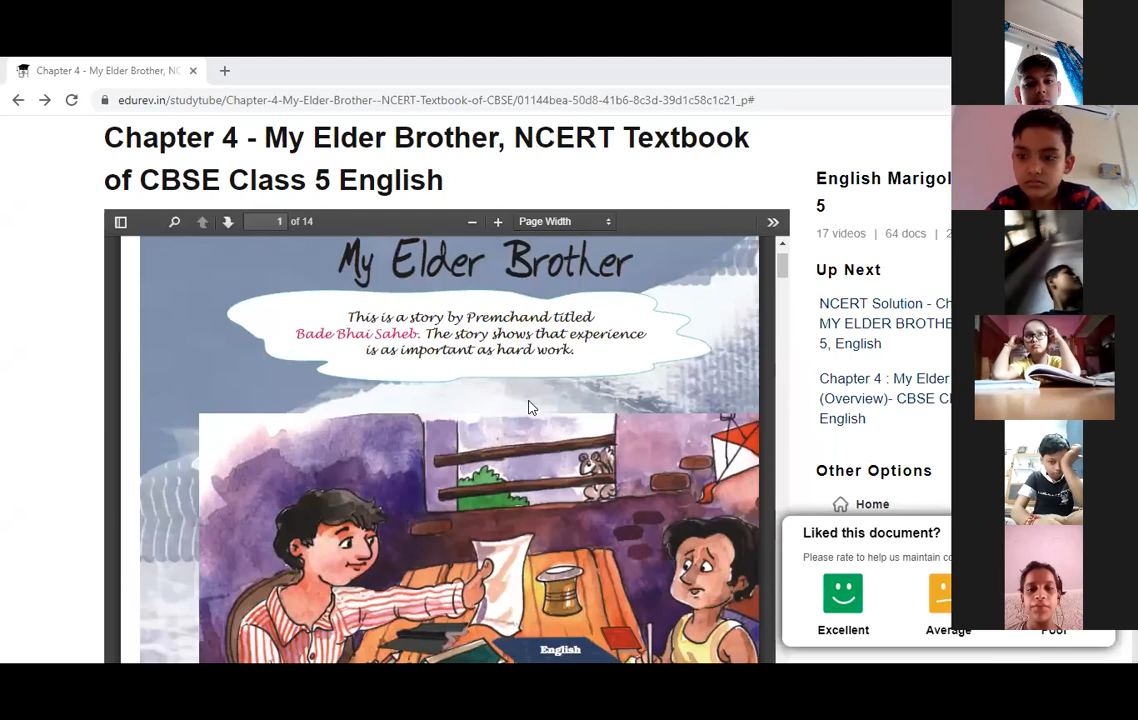 Chapter 4 - My Elder Brother, NC
edurev.in/studytube/Chapter-4-My-Elder-Brother--NCERT-Textbook-of-CBSE/01144bea-50d8-41b6-8c3d-39d1c58c1c21_p#
Chapter 4 - My Elder Brother, NCERT Textbook
of CBSE Class 5 English
1 of 14
Page Width
My Elder Brother
This is a story by Premchand titled
Bade Bhai Saheb. The story shows that experience
is as important as hard work.
English
English Marigol
5
17 videos | 64 docs | 2
Up Next
NCERT Solution - Ch
MY ELDER BROTHE
5, English
Chapter 4 : My Elder
(Overview)- CBSE Cl
English
Other Options
Home
Liked this document?
Please rate to help us maintain co
Excellent
Average
Poor